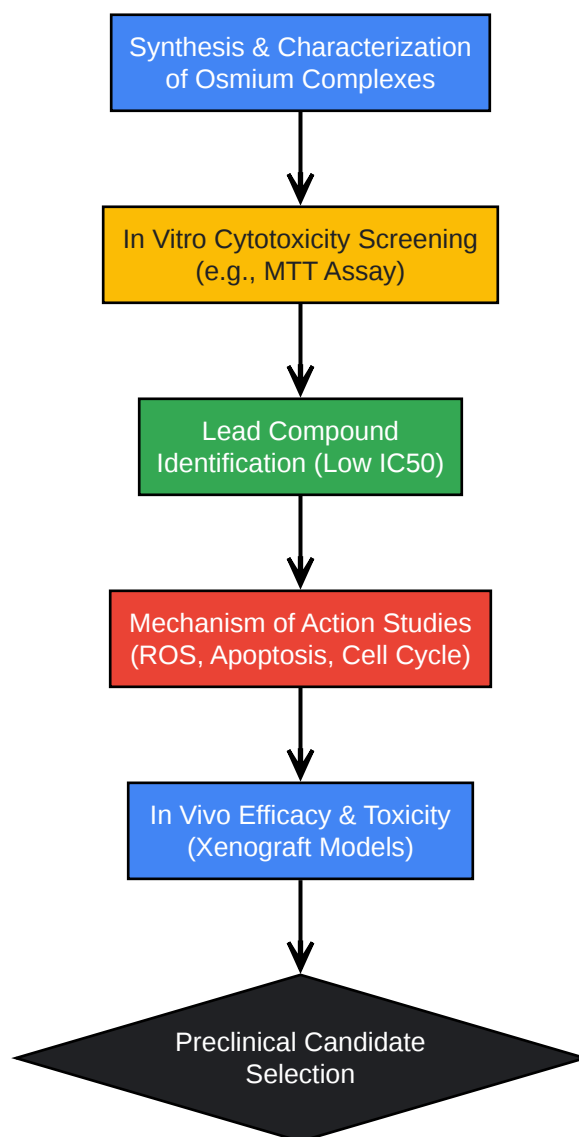 Synthesis & Characterization
of Osmium Complexes
In Vitro Cytotoxicity Screening
(e.g., MTT Assay)
Lead Compound
Identification (Low IC50)
Mechanism of Action Studies
(ROS, Apoptosis, Cell Cycle)
In Vivo Efficacy & Toxicity
(Xenograft Models)
Preclinical Candidate
Selection